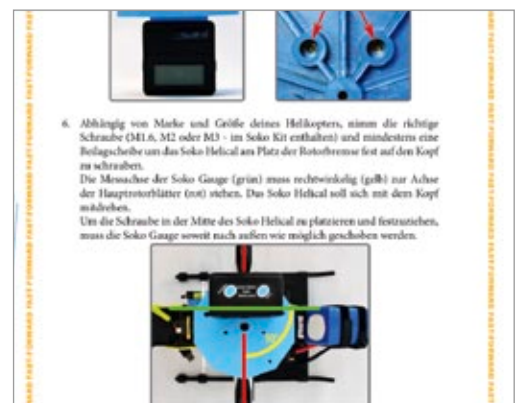 6. Abhängig von Marke und Größe deines Helikopters, nimm die richtige
Schraube (M1.6, M2 oder M3 - im Soko Kit enthalten) und mindestens eine
Beilagscheibe um das Soko Helical am Platz der Rotorbremse fest auf den Kopf
zu schrauben.
Die Messachse der Soko Gauge (grün) muss rechtwinkelig (gelb) zur Achse
der Hauptrotorblätter (rot) stehen. Das Soko Helical soll sich mit dem Kopf
mitdrehen.
Um die Schraube in der Mitte des Soko Helical zu platzieren und festzuziehen,
muss die Soko Gauge soweit nach außen wie möglich geschoben werden.